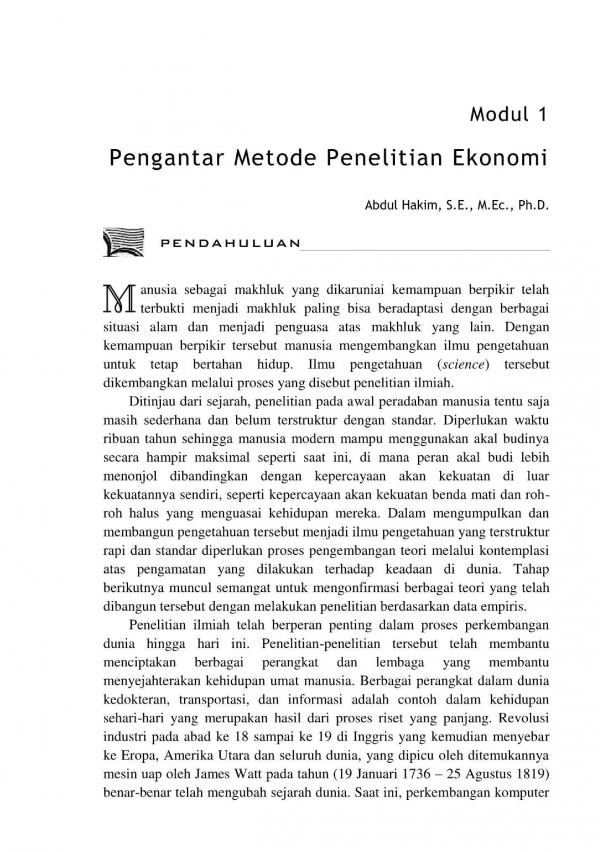 Modul 1
Pengantar Metode Penelitian Ekonomi
Abdul Hakim, S.E., M.Ec., Ph.D.
PENDAHULUAN
Manusia sebagai makhluk yang dikaruniai kemampuan berpikir telah
terbukti menjadi makhluk paling bisa beradaptasi dengan berbagai
situasi alam dan menjadi penguasa atas makhluk yang lain. Dengan
kemampuan berpikir tersebut manusia mengembangkan ilmu pengetahuan
untuk tetap bertahan hidup. Ilmu pengetahuan (science) tersebut
dikembangkan melalui proses yang disebut penelitian ilmiah.
Ditinjau dari sejarah, penelitian pada awal peradaban manusia tentu saja
masih sederhana dan belum terstruktur dengan standar. Diperlukan waktu
ribuan tahun sehingga manusia modern mampu menggunakan akal budinya
secara hampir maksimal seperti saat ini, di mana peran akal budi lebih
menonjol dibandingkan dengan kepercayaan akan kekuatan di luar
kekuatannya sendiri, seperti kepercayaan akan kekuatan benda mati dan roh-
roh halus yang menguasai kehidupan mereka. Dalam mengumpulkan dan
membangun pengetahuan tersebut menjadi ilmu pengetahuan yang terstruktur
rapi dan standar diperlukan proses pengembangan teori melalui kontemplasi
atas pengamatan yang dilakukan terhadap keadaan di dunia. Tahap
berikutnya muncul semangat untuk mengonfirmasi berbagai teori yang telah
dibangun tersebut dengan melakukan penelitian berdasarkan data empiris.
Penelitian ilmiah telah berperan penting dalam proses perkembangan
dunia hingga hari ini. Penelitian-penelitian tersebut telah membantu
menciptakan berbagai perangkat dan lembaga yang membantu
menyejahterakan kehidupan umat manusia. Berbagai perangkat dalam dunia
kedokteran, transportasi, dan informasi adalah contoh dalam kehidupan
sehari-hari yang merupakan hasil dari proses riset yang panjang. Revolusi
industri pada abad ke 18 sampai ke 19 di Inggris yang kemudian menyebar
ke Eropa, Amerika Utara dan seluruh dunia, yang dipicu oleh ditemukannya
mesin uap oleh James Watt pada tahun (19 Januari 1736 – 25 Agustus 1819)
benar-benar telah mengubah sejarah dunia. Saat ini, perkembangan komputer